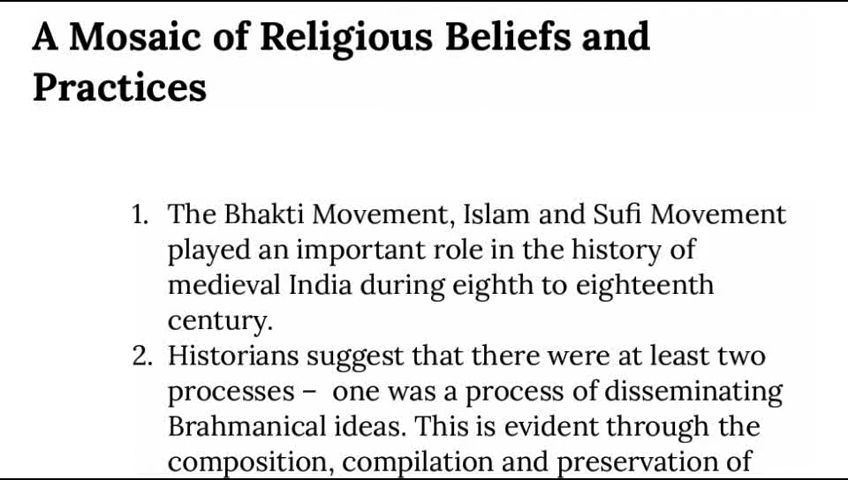 A Mosaic of Religious Beliefs and
Practices
1. The Bhakti Movement, Islam and Sufi Movement
played an important role in the history of
medieval India during eighth to eighteenth
century.
2. Historians suggest that there were at least two
processes – one was a process of disseminating
Brahmanical ideas. This is evident through the
composition, compilation and preservation of